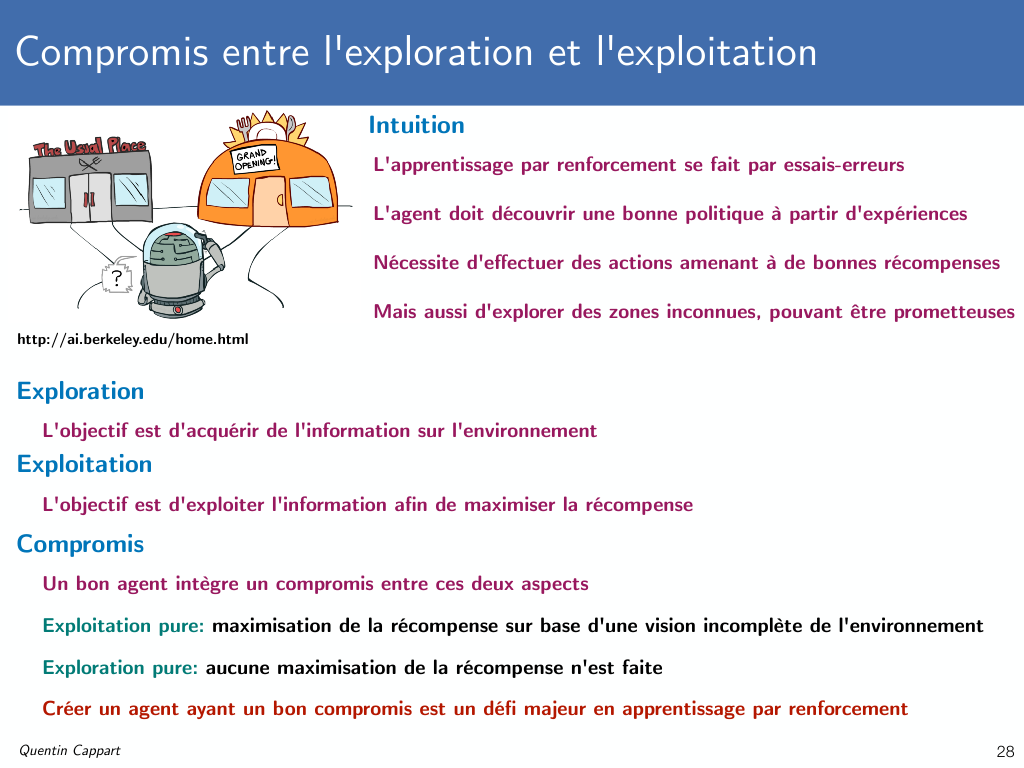 Compromis entre l'exploration et l'exploitation
The Usual Place
GRAND
OPENING!
?
http://ai.berkeley.edu/home.html
Intuition
L'apprentissage par renforcement se fait par essais-erreurs
L'agent doit découvrir une bonne politique à partir d'expériences
Nécessite d'effectuer des actions amenant à de bonnes récompenses
Mais aussi d'explorer des zones inconnues, pouvant être prometteuses
Exploration
L'objectif est d'acquérir de l'information sur l'environnement
Exploitation
L'objectif est d'exploiter l'information afin de maximiser la récompense
Compromis
Un bon agent intègre un compromis entre ces deux aspects
Exploitation pure: maximisation de la récompense sur base d'une vision incomplète de l'environnement
Exploration pure: aucune maximisation de la récompense n'est faite
Créer un agent ayant un bon compromis est un défi majeur en apprentissage par renforcement
Quentin Cappart
28